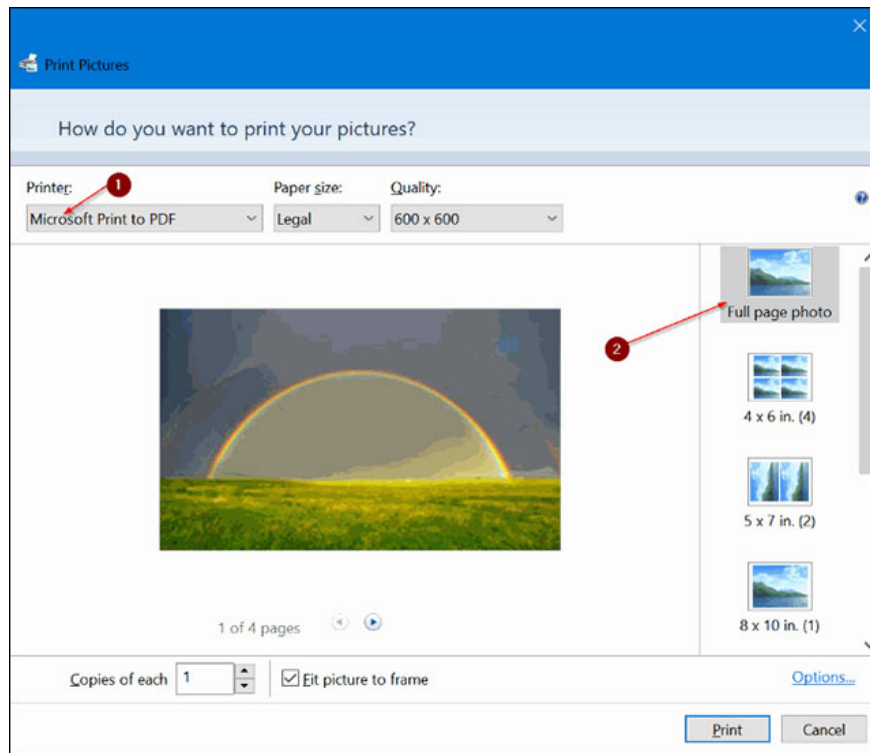 Print Pictures
How do you want to print your pictures?
Printer:
1
Paper size:
Quality:
Microsoft Print to PDF
Legal
600 x 600
Full page photo
2
4 x 6 in. (4)
5 x 7 in. (2)
8 x 10 in. (1)
1 of 4 pages
Copies of each
1
Fit picture to frame
Options...
Print
Cancel